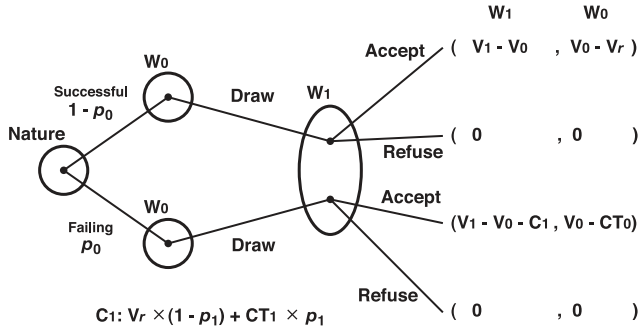 W1 W0
Accept ( V1 - V0 , V0 - Vr )
W0
Successful
1 - p0
Draw
W1
Nature
( 0 , 0 )
Refuse
Accept
W0
Failing
p0
(V1 - V0 - C1 , V0 - CT0)
Draw
Refuse
C1: Vr ×(1 - p1) + CT1 × p1
( 0 , 0 )